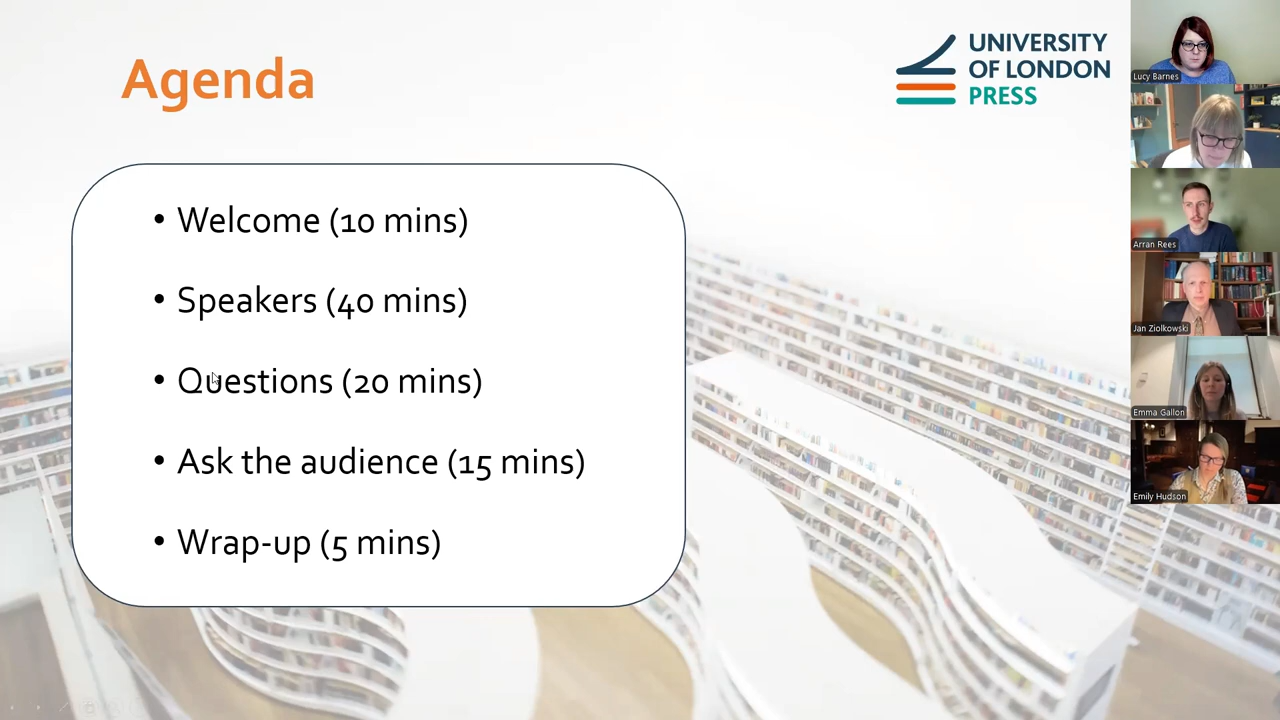 Agenda
UNIVERSITY
OF LONDON
PRESS
• Welcome (10 mins)
• Speakers (40 mins)
• Questions (20 mins)
• Ask the audience (15 mins)
• Wrap-up (5 mins)
Lucy Barnes
Arran Rees
Jan Ziolkowski
Emma Gallon
Emily Hudson